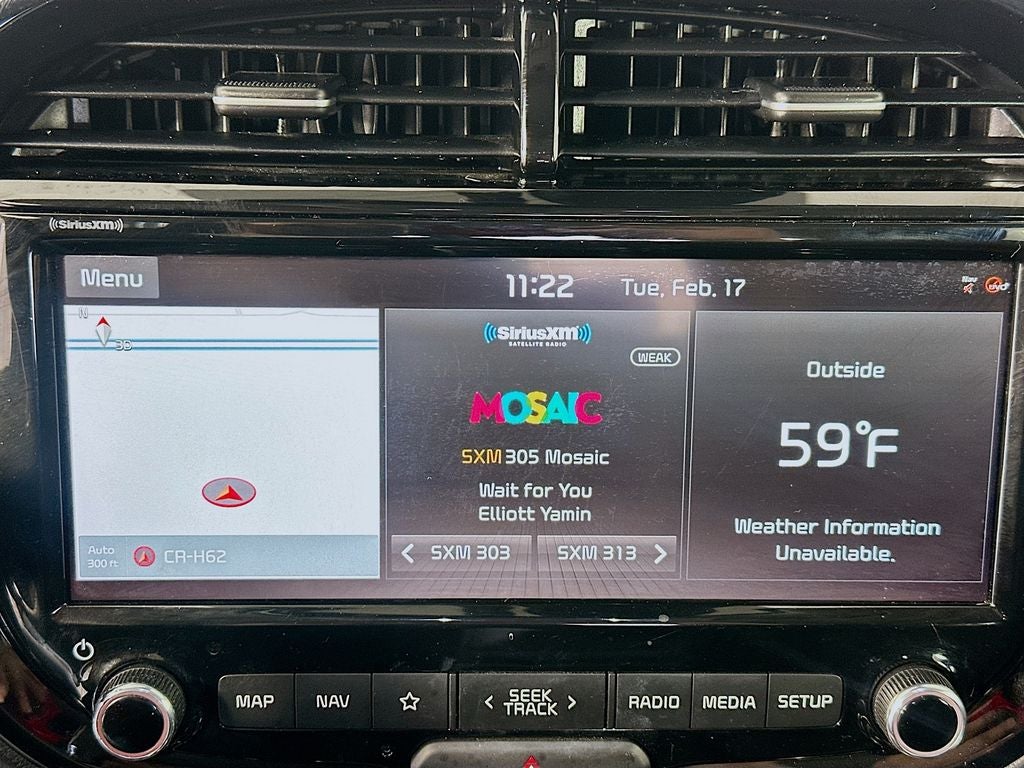 ((SiriusXM))
Menu
11:22
Tue, Feb. 17
N
3D
((SiriusXM))
SATELLITE RADIO
WEAK
MOSAIC
SXM 305 Mosaic
Wait for You
Elliott Yamin
< SXM 303
SXM 313 >
Auto
300 ft
CR-H62
Outside
59°F
Weather Information
Unavailable.
MAP
NAV
< SEEK >
TRACK
RADIO
MEDIA
SETUP